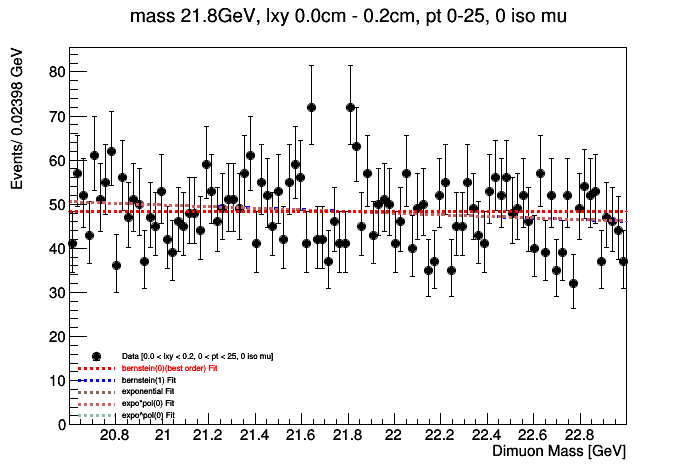 mass 21.8GeV, lxy 0.0cm - 0.2cm, pt 0-25, 0 iso mu
Events/ 0.02398 GeV
80
70
60
50
40
30
20
10
0
Data [0.0 < lxy < 0.2, 0 < pt < 25, 0 iso mu]
bernstein(0)(best order) Fit
bernstein(1) Fit
exponential Fit
expo*pol(0) Fit
expo^pol(0) Fit
20.8 21 21.2 21.4 21.6 21.8 22 22.2 22.4 22.6 22.8
Dimuon Mass [GeV]